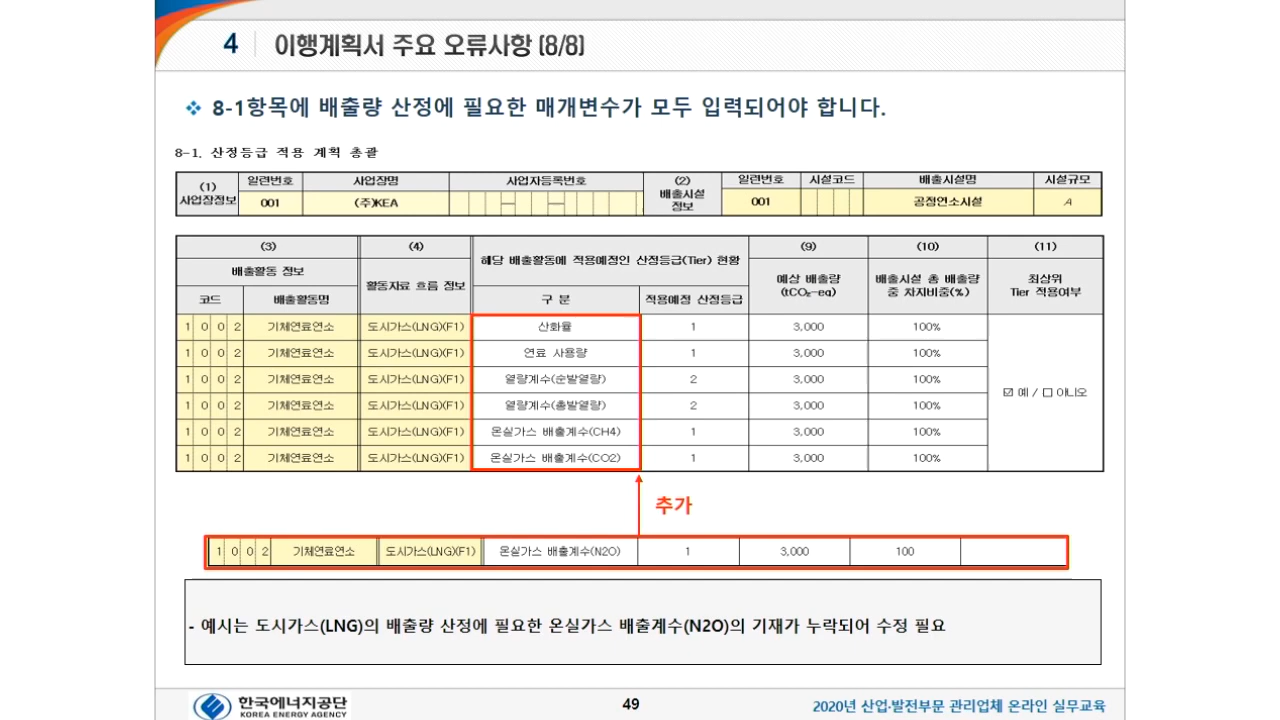 4 이행계획서 주요 오류사항 (8/8)
❖ 8-1항목에 배출량 산정에 필요한 매개변수가 모두 입력되어야 합니다.
8-1. 산정등급 적용 계획 총괄
(1) 사업장정보 일련번호 사업장명 사업자등록번호 (2) 배출시설 정보 일련번호 시설코드 배출시설명 시설규모
001 (주)KEA 001 공정연소시설 A
(3) (4) 해당 배출활동에 적용예정인 산정등급(Tier) 현황 (9) (10) (11)
배출활동 정보 활동자료 흐름 정보 예상 배출량 (tCO₂-eq) 배출시설 총 배출량 중 차지비중(%) 최상위 Tier 적용여부
코드 배출활동명 구 분 적용예정 산정등급
1 0 0 2 기체연료연소 도시가스(LNG)(F1) 산화율 1 3,000 100%
1 0 0 2 기체연료연소 도시가스(LNG)(F1) 연료 사용량 1 3,000 100%
1 0 0 2 기체연료연소 도시가스(LNG)(F1) 열량계수(순발열량) 2 3,000 100%
☑ 예 / ☐ 아니오
1 0 0 2 기체연료연소 도시가스(LNG)(F1) 열량계수(총발열량) 2 3,000 100%
1 0 0 2 기체연료연소 도시가스(LNG)(F1) 온실가스 배출계수(CH4) 1 3,000 100%
1 0 0 2 기체연료연소 도시가스(LNG)(F1) 온실가스 배출계수(CO2) 1 3,000 100%
추가
1 0 0 2 기체연료연소 도시가스(LNG)(F1) 온실가스 배출계수(N2O) 1 3,000 100
- 예시는 도시가스(LNG)의 배출량 산정에 필요한 온실가스 배출계수(N2O)의 기재가 누락되어 수정 필요
한국에너지공단
KOREA ENERGY AGENCY
49
2020년 산업·발전부문 관리업체 온라인 실무교육